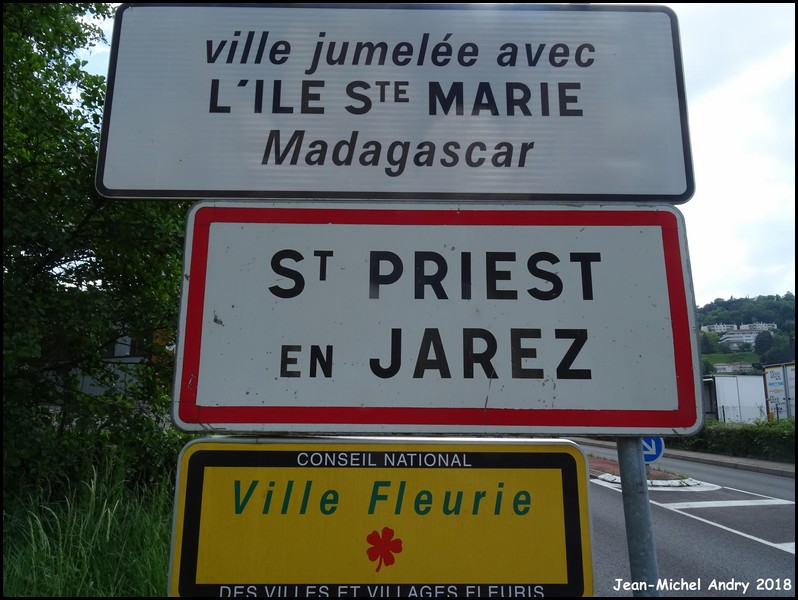 ville jumelée avec
L'ILE STE MARIE
Madagascar
ST PRIEST
EN JAREZ
CONSEIL NATIONAL
Ville Fleurie
DES VILLES ET VILLAGES FLEURIS
Jean-Michel Andry 2018